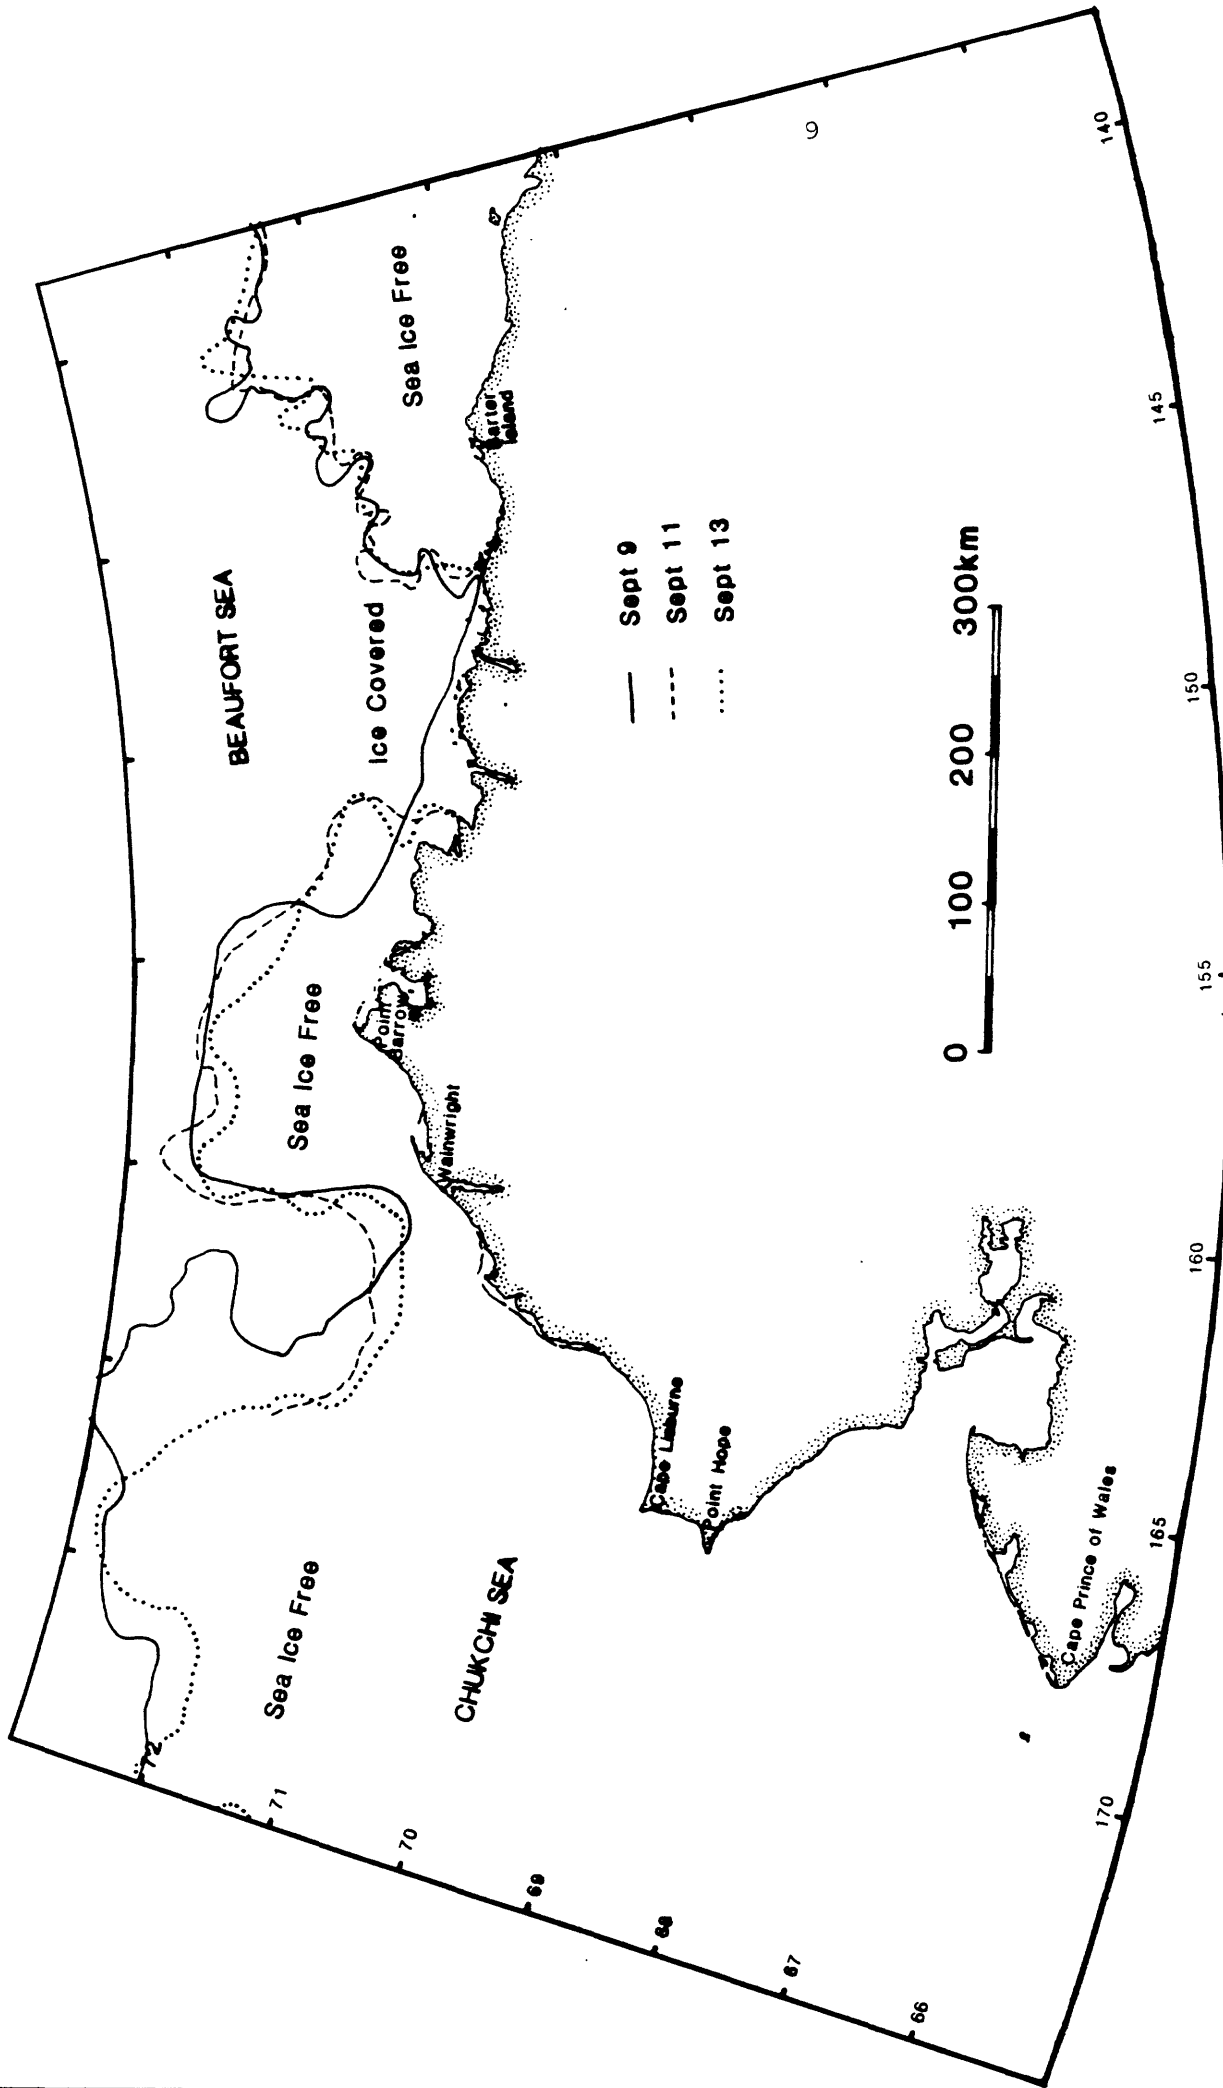 BEAUFORT SEA
Ice Covered
Sea Ice Free
Sea Ice Free
Sea Ice Free
CHUKCHI SEA
Barter
Island
Point
Barrow
Wainwright
Cape Lisburne
Point Hope
Cape Prince of Wales
Sept 9
Sept 11
Sept 13
0 100 200 300km
72
71
70
69
68
67
66
170
165
160
155
150
145
140
9